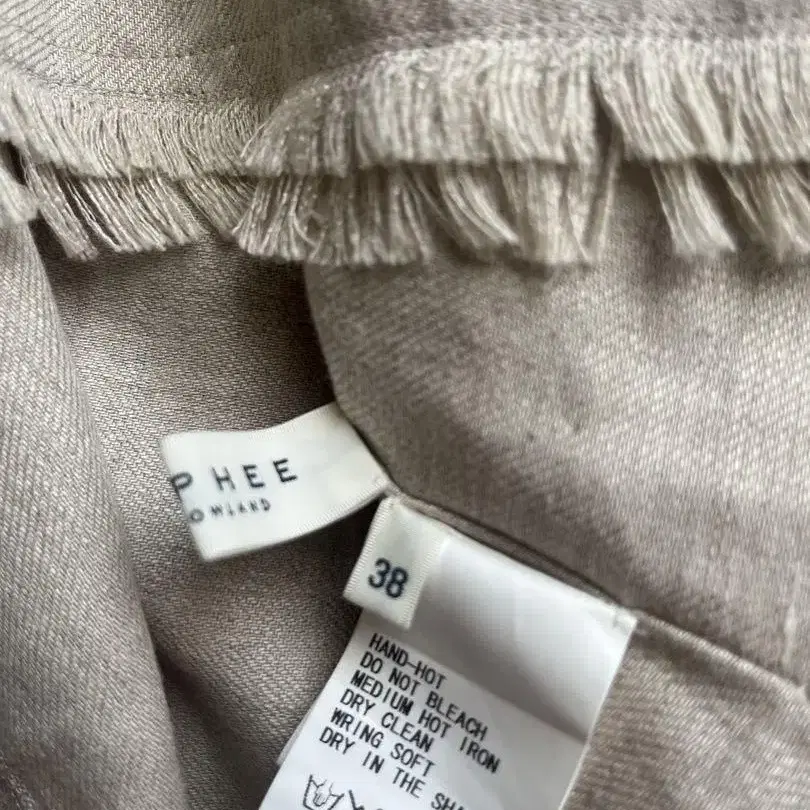 P HEE
38
HAND-HOT
DO NOT BLEACH
MEDIUM HOT IRON
DRY CLEAN
WRING SOFT
DRY IN THE SHA